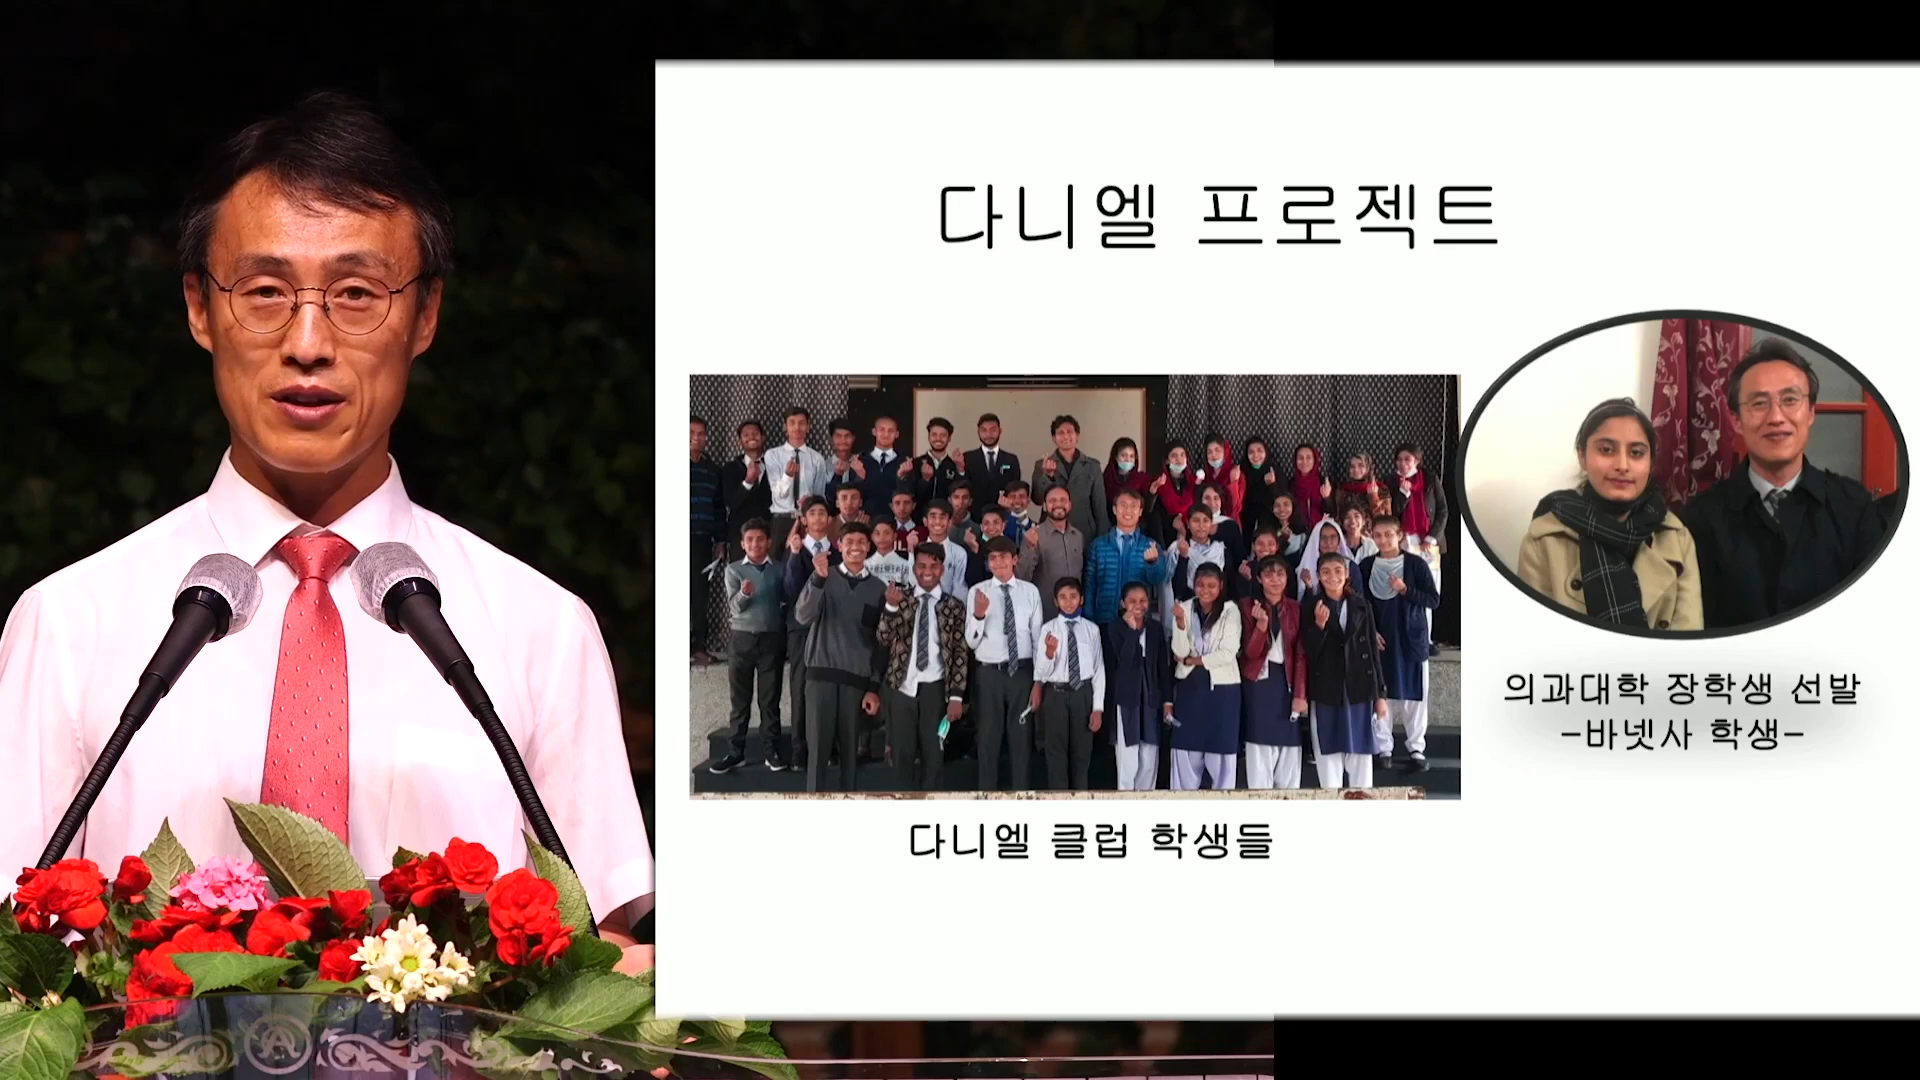 다니엘 프로젝트
의과대학 장학생 선발
-바넷사 학생-
다니엘 클럽 학생들